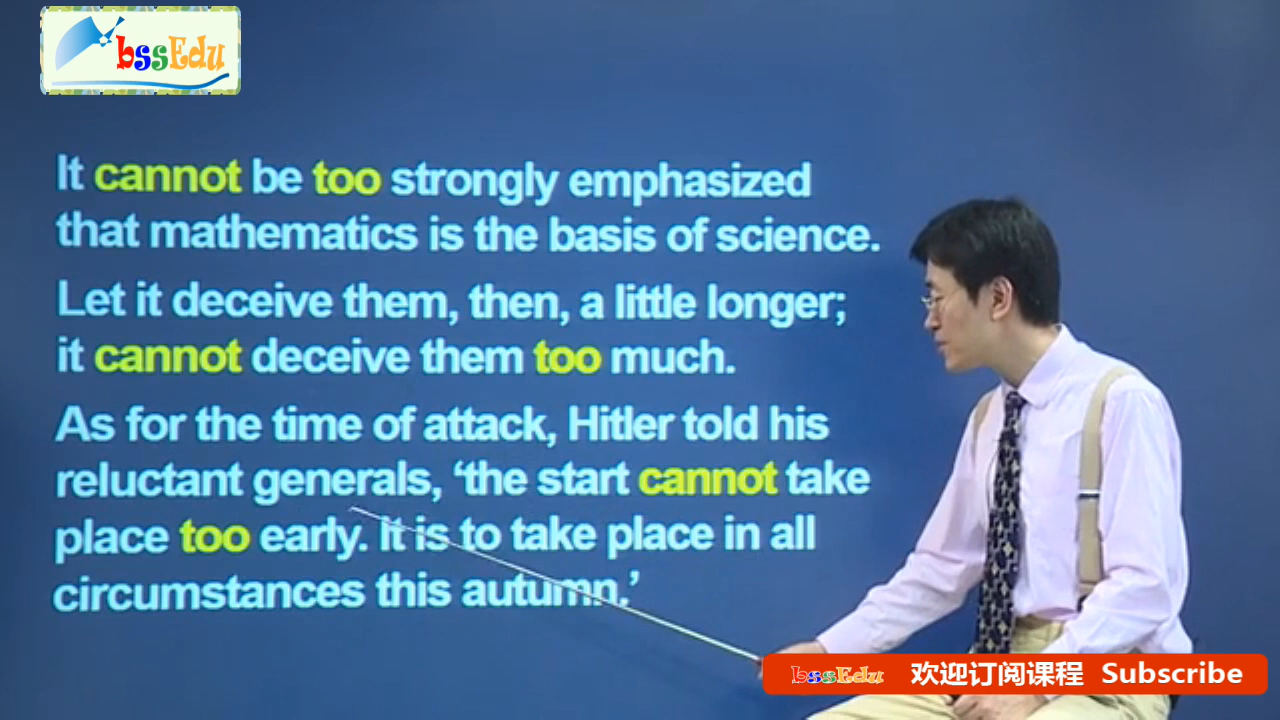 bssEdu
It cannot be too strongly emphasized
that mathematics is the basis of science.
Let it deceive them, then, a little longer;
it cannot deceive them too much.
As for the time of attack, Hitler told his
reluctant generals, ‘the start cannot take
place too early. It is to take place in all
circumstances this autumn.’
bssEdu 欢迎订阅课程 Subscribe